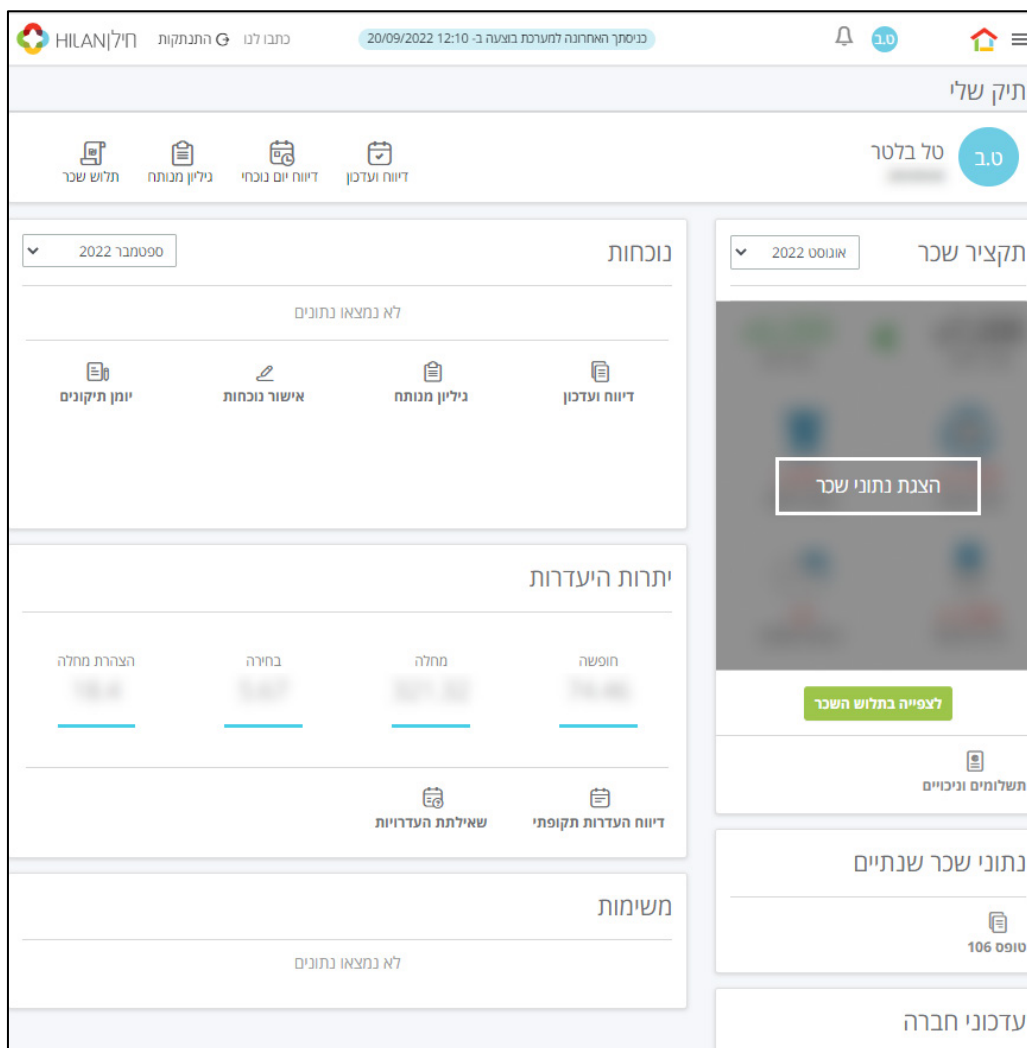 ט.ב
כניסתך האחרונה למערכת בוצעה ב- 20/09/2022 12:10
כתבו לנו
התנתקות
חילן|HILAN
תיק שלי
ט.ב
טל בלטר
דיווח ועדכון
דיווח יום נוכחי
גיליון מנותח
תלוש שכר
תקציר שכר
אוגוסט 2022
הצגת נתוני שכר
לצפייה בתלוש השכר
תשלומים וניכויים
נתוני שכר שנתיים
טופס 106
עדכוני חברה
נוכחות
ספטמבר 2022
לא נמצאו נתונים
דיווח ועדכון
גיליון מנותח
אישור נוכחות
יומן תיקונים
יתרות היעדרות
חופשה
מחלה
בחירה
הצהרת מחלה
דיווח העדרות תקופתי
שאילתת העדרויות
משימות
לא נמצאו נתונים